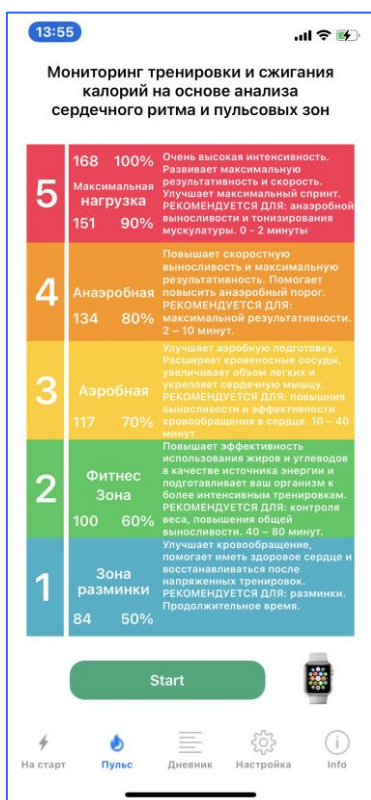 13:55
Мониторинг тренировки и сжигания
калорий на основе анализа
сердечного ритма и пульсовых зон
5
168 100%
Максимальная
нагрузка
151 90%
Очень высокая интенсивность.
Развивает максимальную
результативность и скорость.
Улучшает максимальный спринт.
РЕКОМЕНДУЕТСЯ ДЛЯ: анаэробной
выносливости и тонизирования
мускулатуры. 0 - 2 минуты
4
Анаэробная
134 80%
Повышает скоростную
выносливость и максимальную
результативность. Помогает
повысить анаэробный порог.
РЕКОМЕНДУЕТСЯ ДЛЯ:
максимальной результативности.
2 – 10 минут.
3
Аэробная
117 70%
Улучшает аэробную подготовку.
Расширяет кровеносные сосуды,
увеличивает объем легких и
укрепляет сердечную мышцу.
РЕКОМЕНДУЕТСЯ ДЛЯ: повышния
выносливости и эффективности
кровообращения в сердце. 10 – 40
минут.
2
Фитнес
Зона
100 60%
Повышает эффективность
использования жиров и углеводов
в качестве источника энергии и
подготавливает ваш организм к
более интенсивным тренировкам.
РЕКОМЕНДУЕТСЯ ДЛЯ: контроля
веса, повышения общей
выносливости. 40 – 80 минут.
1
Зона
разминки
84 50%
Улучшает кровообращение,
помогает иметь здоровое сердце и
восстанавливаться после
напряженных тренировок.
РЕКОМЕНДУЕТСЯ ДЛЯ: разминки.
Продолжительное время.
Start
На старт Пульс Дневник Настройка Info